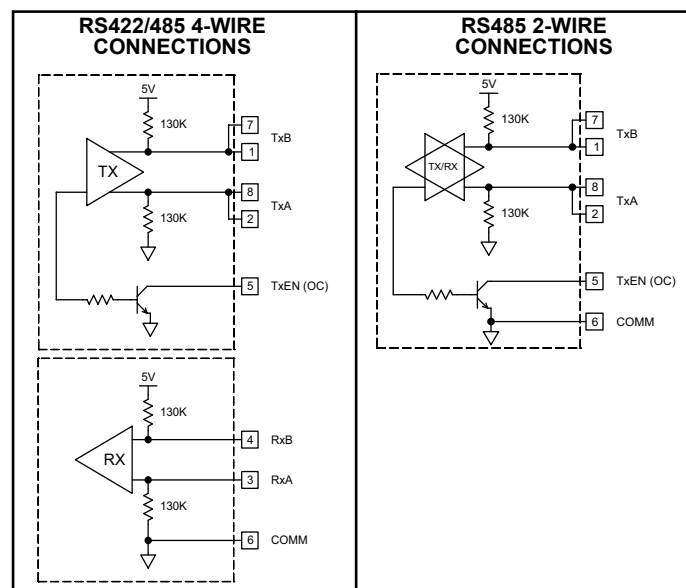 RS422/485 4-WIRE
CONNECTIONS
5V
130K
7
TxB
1
TX
8
TxA
130K
2
5 TxEN (OC)
5V
130K
4 RxB
RX
3 RxA
130K
6 COMM
RS485 2-WIRE
CONNECTIONS
5V
130K
7
TxB
1
TX/RX
8
TxA
130K
2
5 TxEN (OC)
6 COMM